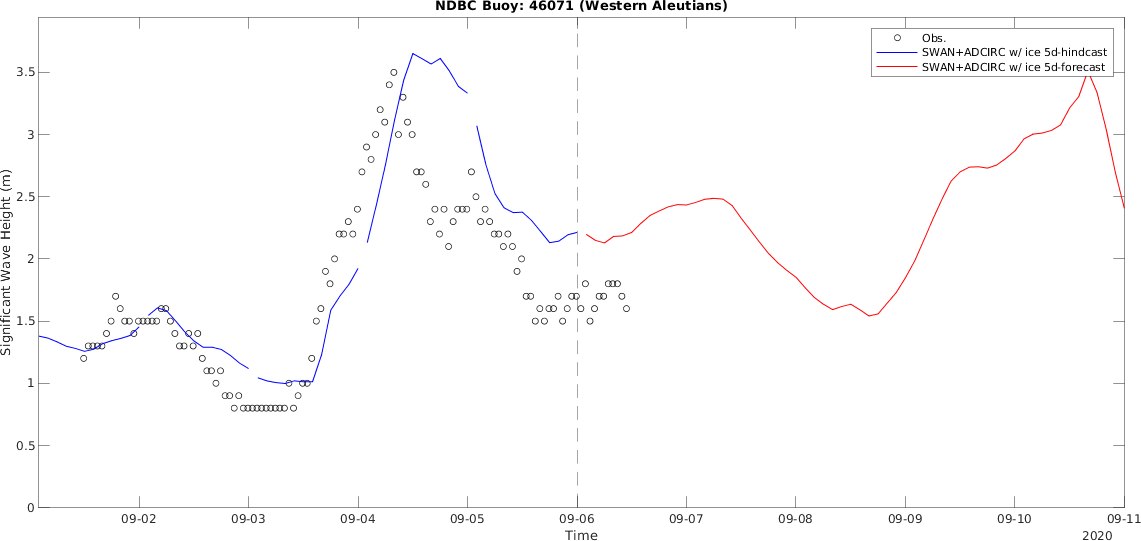 NDBC Buoy: 46071 (Western Aleutians)
Obs.
SWAN+ADCIRC w/ ice 5d-hindcast
SWAN+ADCIRC w/ ice 5d-forecast
Significant Wave Height (m)
3.5
3
2.5
2
1.5
1
0.5
0
09-02 09-03 09-04 09-05 09-06 09-07 09-08 09-09 09-10 09-11
Time
2020